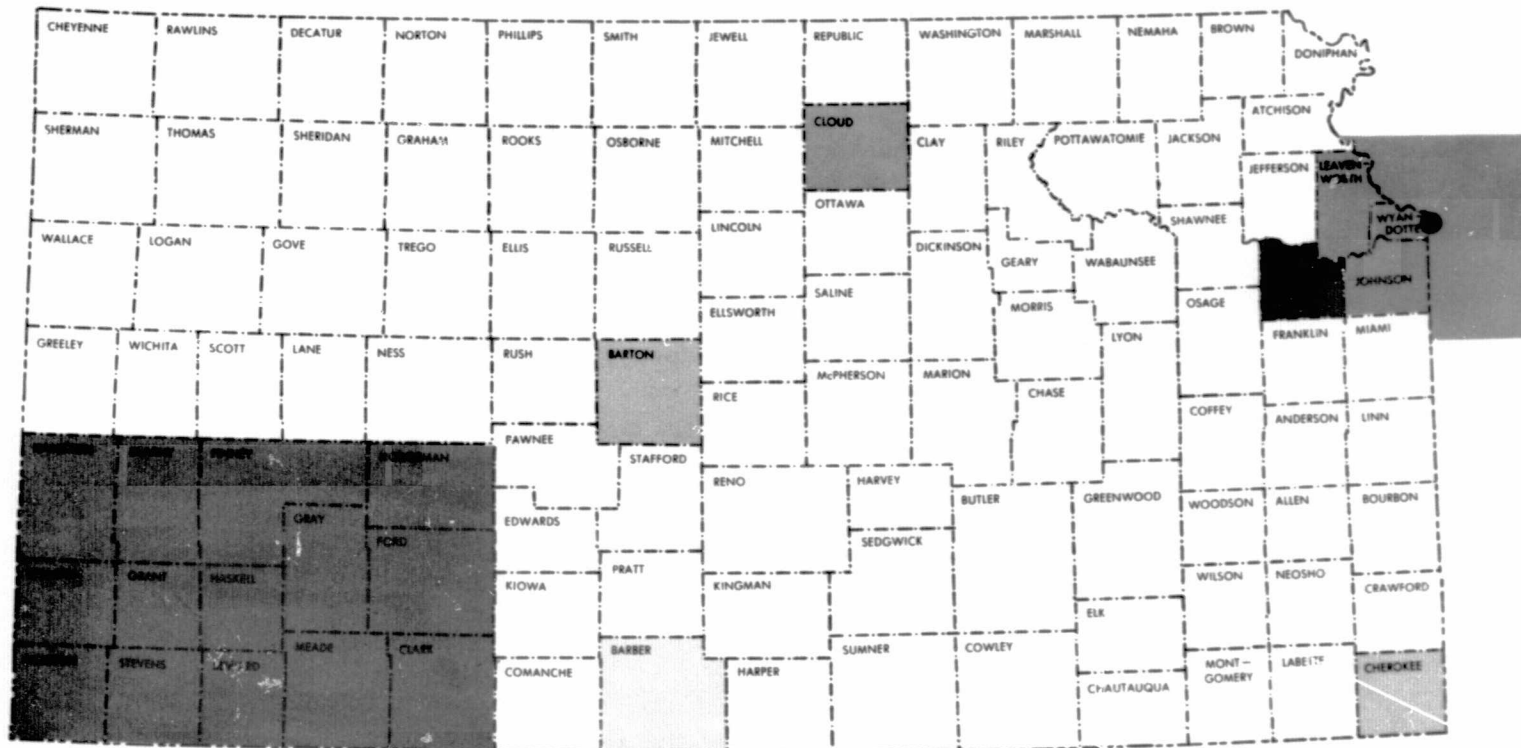 CHEYENNE
RAWLINS
DECATUR
NORTON
PHILLIPS
SMITH
JEWELL
REPUBLIC
WASHINGTON
MARSHALL
NEMAHA
BROWN
DONIPHAN
SHERMAN
THOMAS
SHERIDAN
GRAHAM
ROOKS
OSBORNE
MITCHELL
CLOUD
CLAY
RILEY
POTTAWATOMIE
JACKSON
ATCHISON
JEFFERSON
LEAVEN-
WORTH
WYAN
DOTTE
OTTAWA
LINCOLN
SHAWNEE
WALLACE
LOGAN
GOVE
TREGO
ELLIS
RUSSELL
DICKINSON
GEARY
WABAUNSEE
JOHNSON
SALINE
ELLSWORTH
MORRIS
OSAGE
FRANKLIN
MIAMI
GREELEY
WICHITA
SCOTT
LANE
NESS
RUSH
BARTON
LYON
RICE
McPHERSON
MARION
CHASE
COFFEY
ANDERSON
LINN
PAWNEE
STAFFORD
RENO
HARVEY
BUTLER
GREENWOOD
WOODSON
ALLEN
BOURBON
GRAY
EDWARDS
FORD
SEDGWICK
PRATT
KIOWA
KINGMAN
GRANT
HASKELL
WILSON
NEOSHO
CRAWFORD
ELK
STEVENS
SEWARD
MEADE
CLARK
COMANCHE
BARBER
HARPER
SUMNER
COWLEY
CHAUTAUQUA
MONT-
GOMERY
LABETTE
CHEROKEE